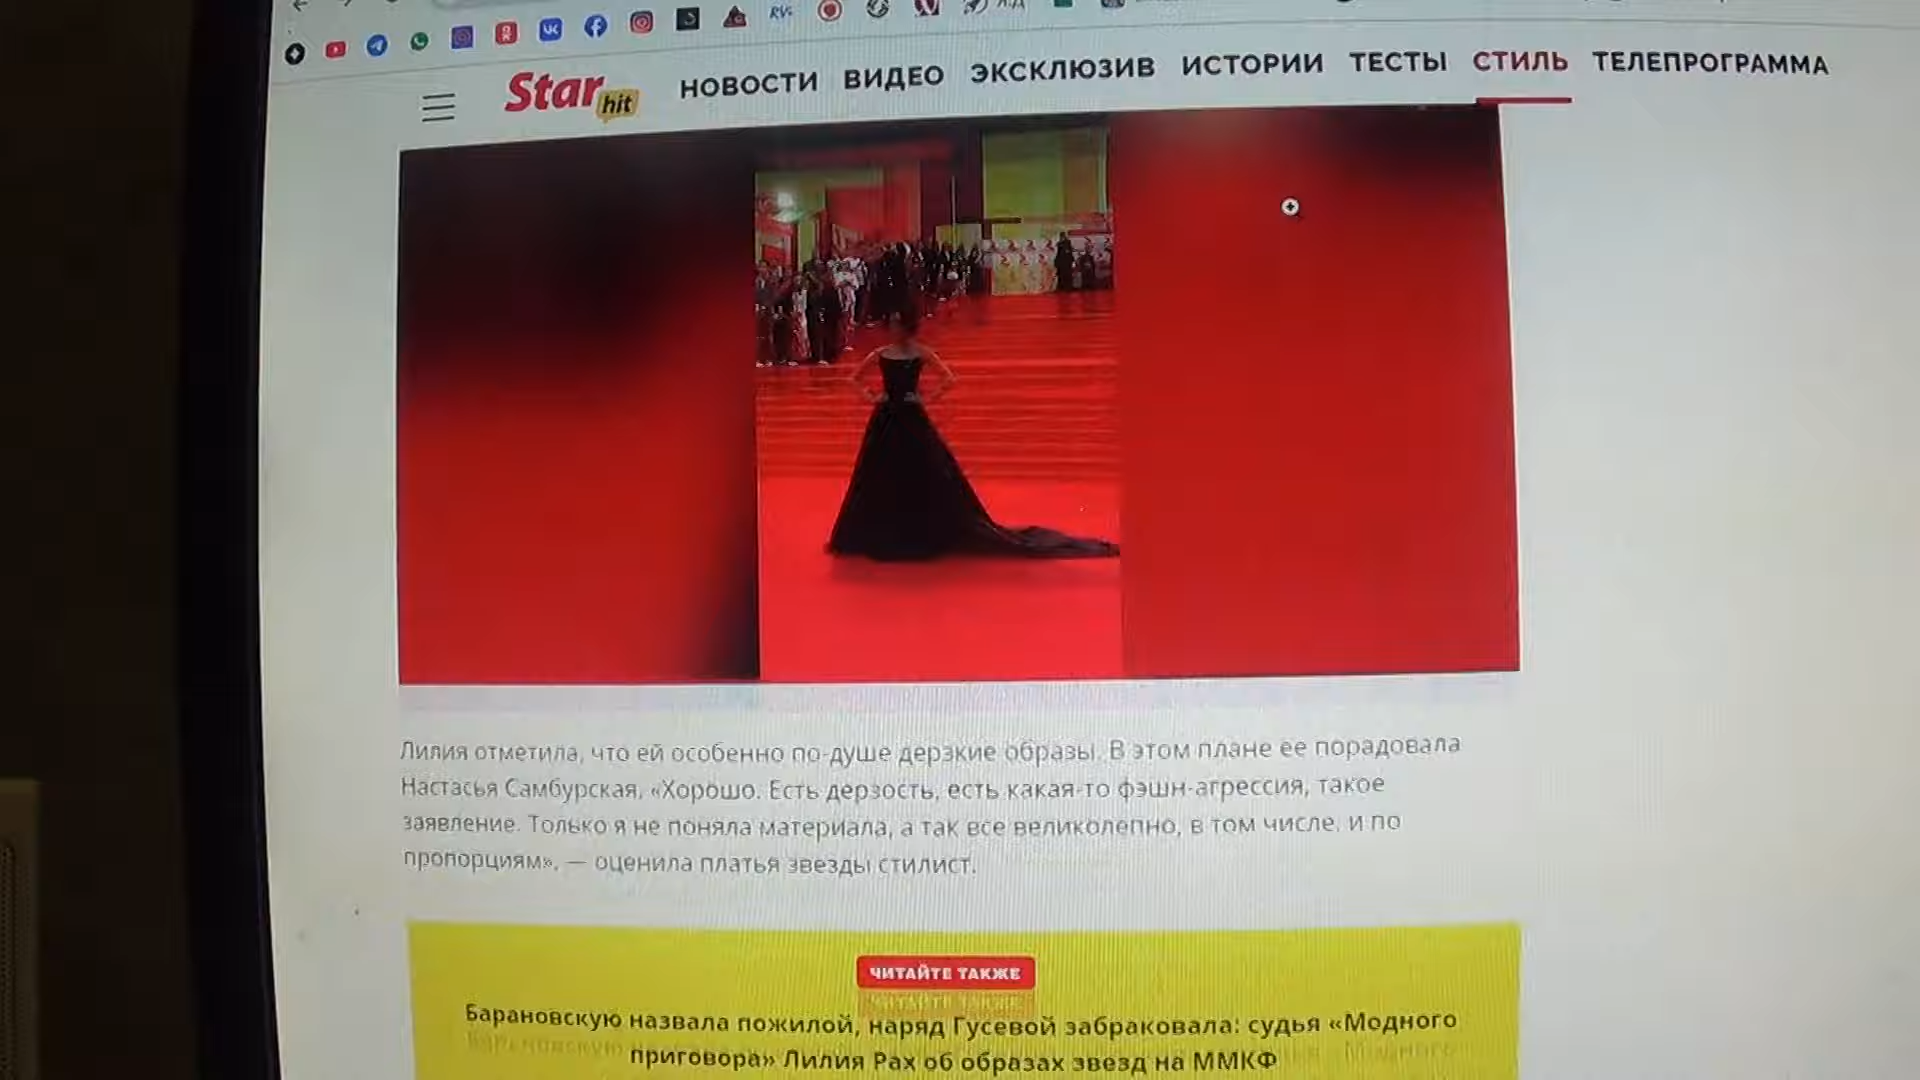 Star hit
НОВОСТИ ВИДЕО ЭКСКЛЮЗИВ ИСТОРИИ ТЕСТЫ СТИЛЬ ТЕЛЕПРОГРАММА
Лилия отметила, что ей особенно по-душе дерзкие образы. В этом плане ее порадовала
Настасья Самбурская. «Хорошо. Есть дерзость, есть какая-то фэшн-агрессия, такое
заявление. Только я не поняла материала, а так все великолепно, в том числе, и по
пропорциям», — оценила платья звезды стилист.
ЧИТАЙТЕ ТАКЖЕ
Барановскую назвала пожилой, наряд Гусевой забраковала: судья «Модного
приговора» Лилия Рах об образах звезд на ММКФ